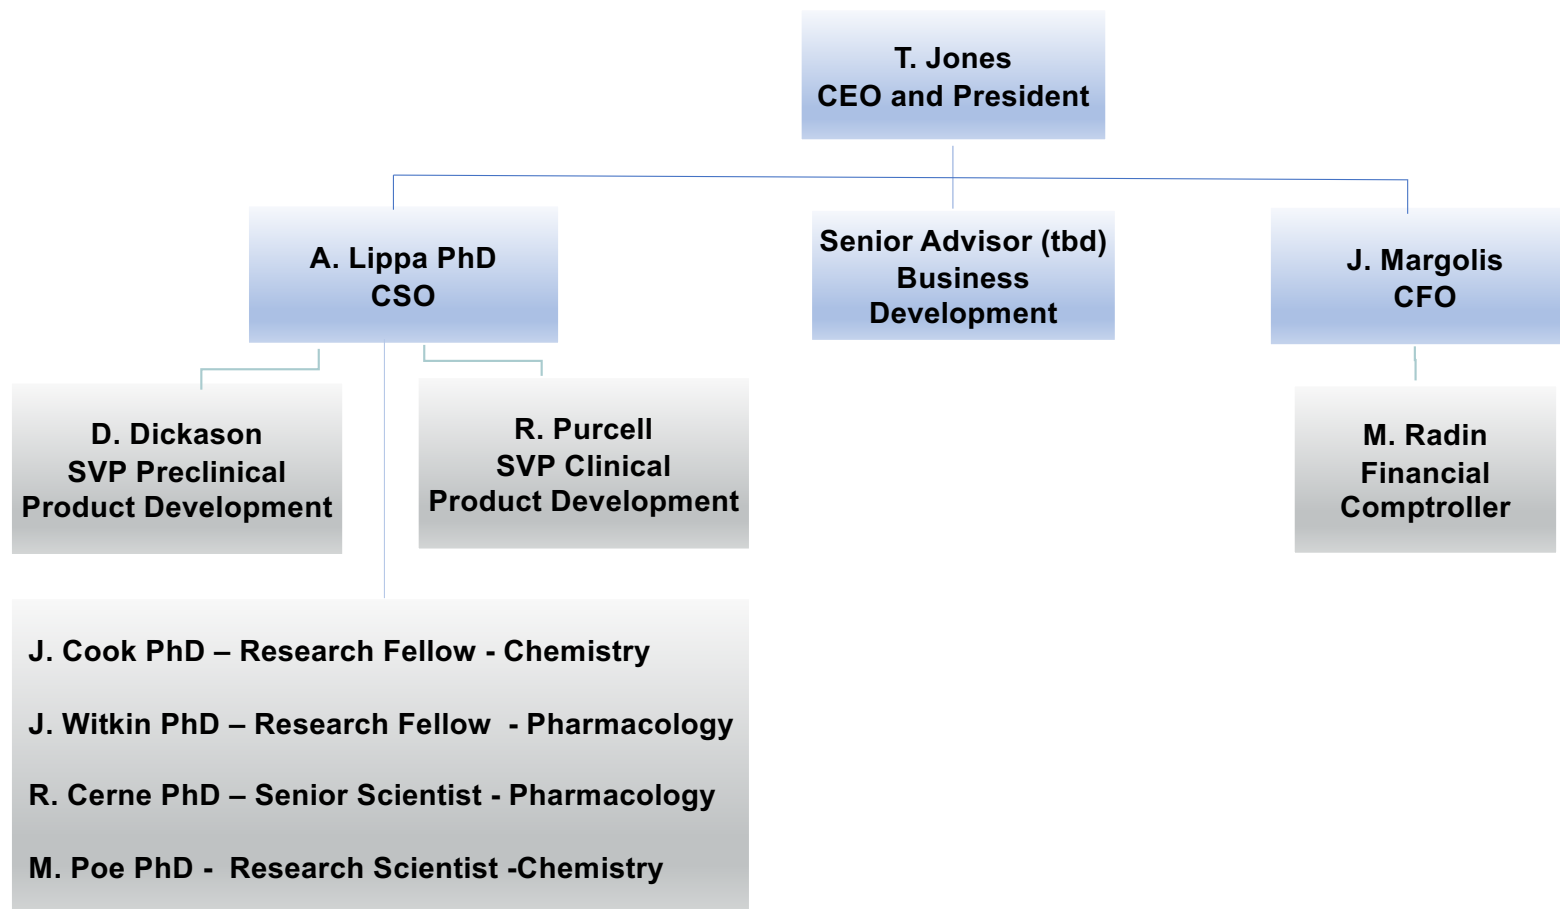 T. Jones
CEO and President
A. Lippa PhD
CSO
Senior Advisor (tbd)
Business
Development
J. Margolis
CFO
D. Dickason
SVP Preclinical
Product Development
R. Purcell
SVP Clinical
Product Development
M. Radin
Financial
Comptroller
J. Cook PhD – Research Fellow - Chemistry
J. Witkin PhD – Research Fellow  - Pharmacology
R. Cerne PhD – Senior Scientist - Pharmacology
M. Poe PhD -  Research Scientist -Chemistry